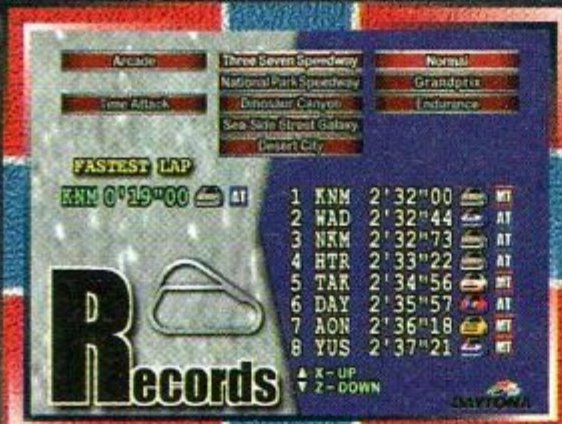 Arcade
Time Attack
Three Seven Speedway
National Park Speedway
Dinosaur Canyon
Sea-Side Street Galaxy
Desert City
Normal
Grandprix
Endurance
FASTEST LAP
KNM 0'19"00 AT
1 KNM 2'32"00 MT
2 WAD 2'32"44 AT
3 NKM 2'32"73 AT
4 HTR 2'33"22 AT
5 TAK 2'34"56 MT
6 DAY 2'35"57 AT
7 AON 2'36"18 MT
8 YUS 2'37"21 MT
Records
▲ X-UP
▼ Z-DOWN
DAYTONA